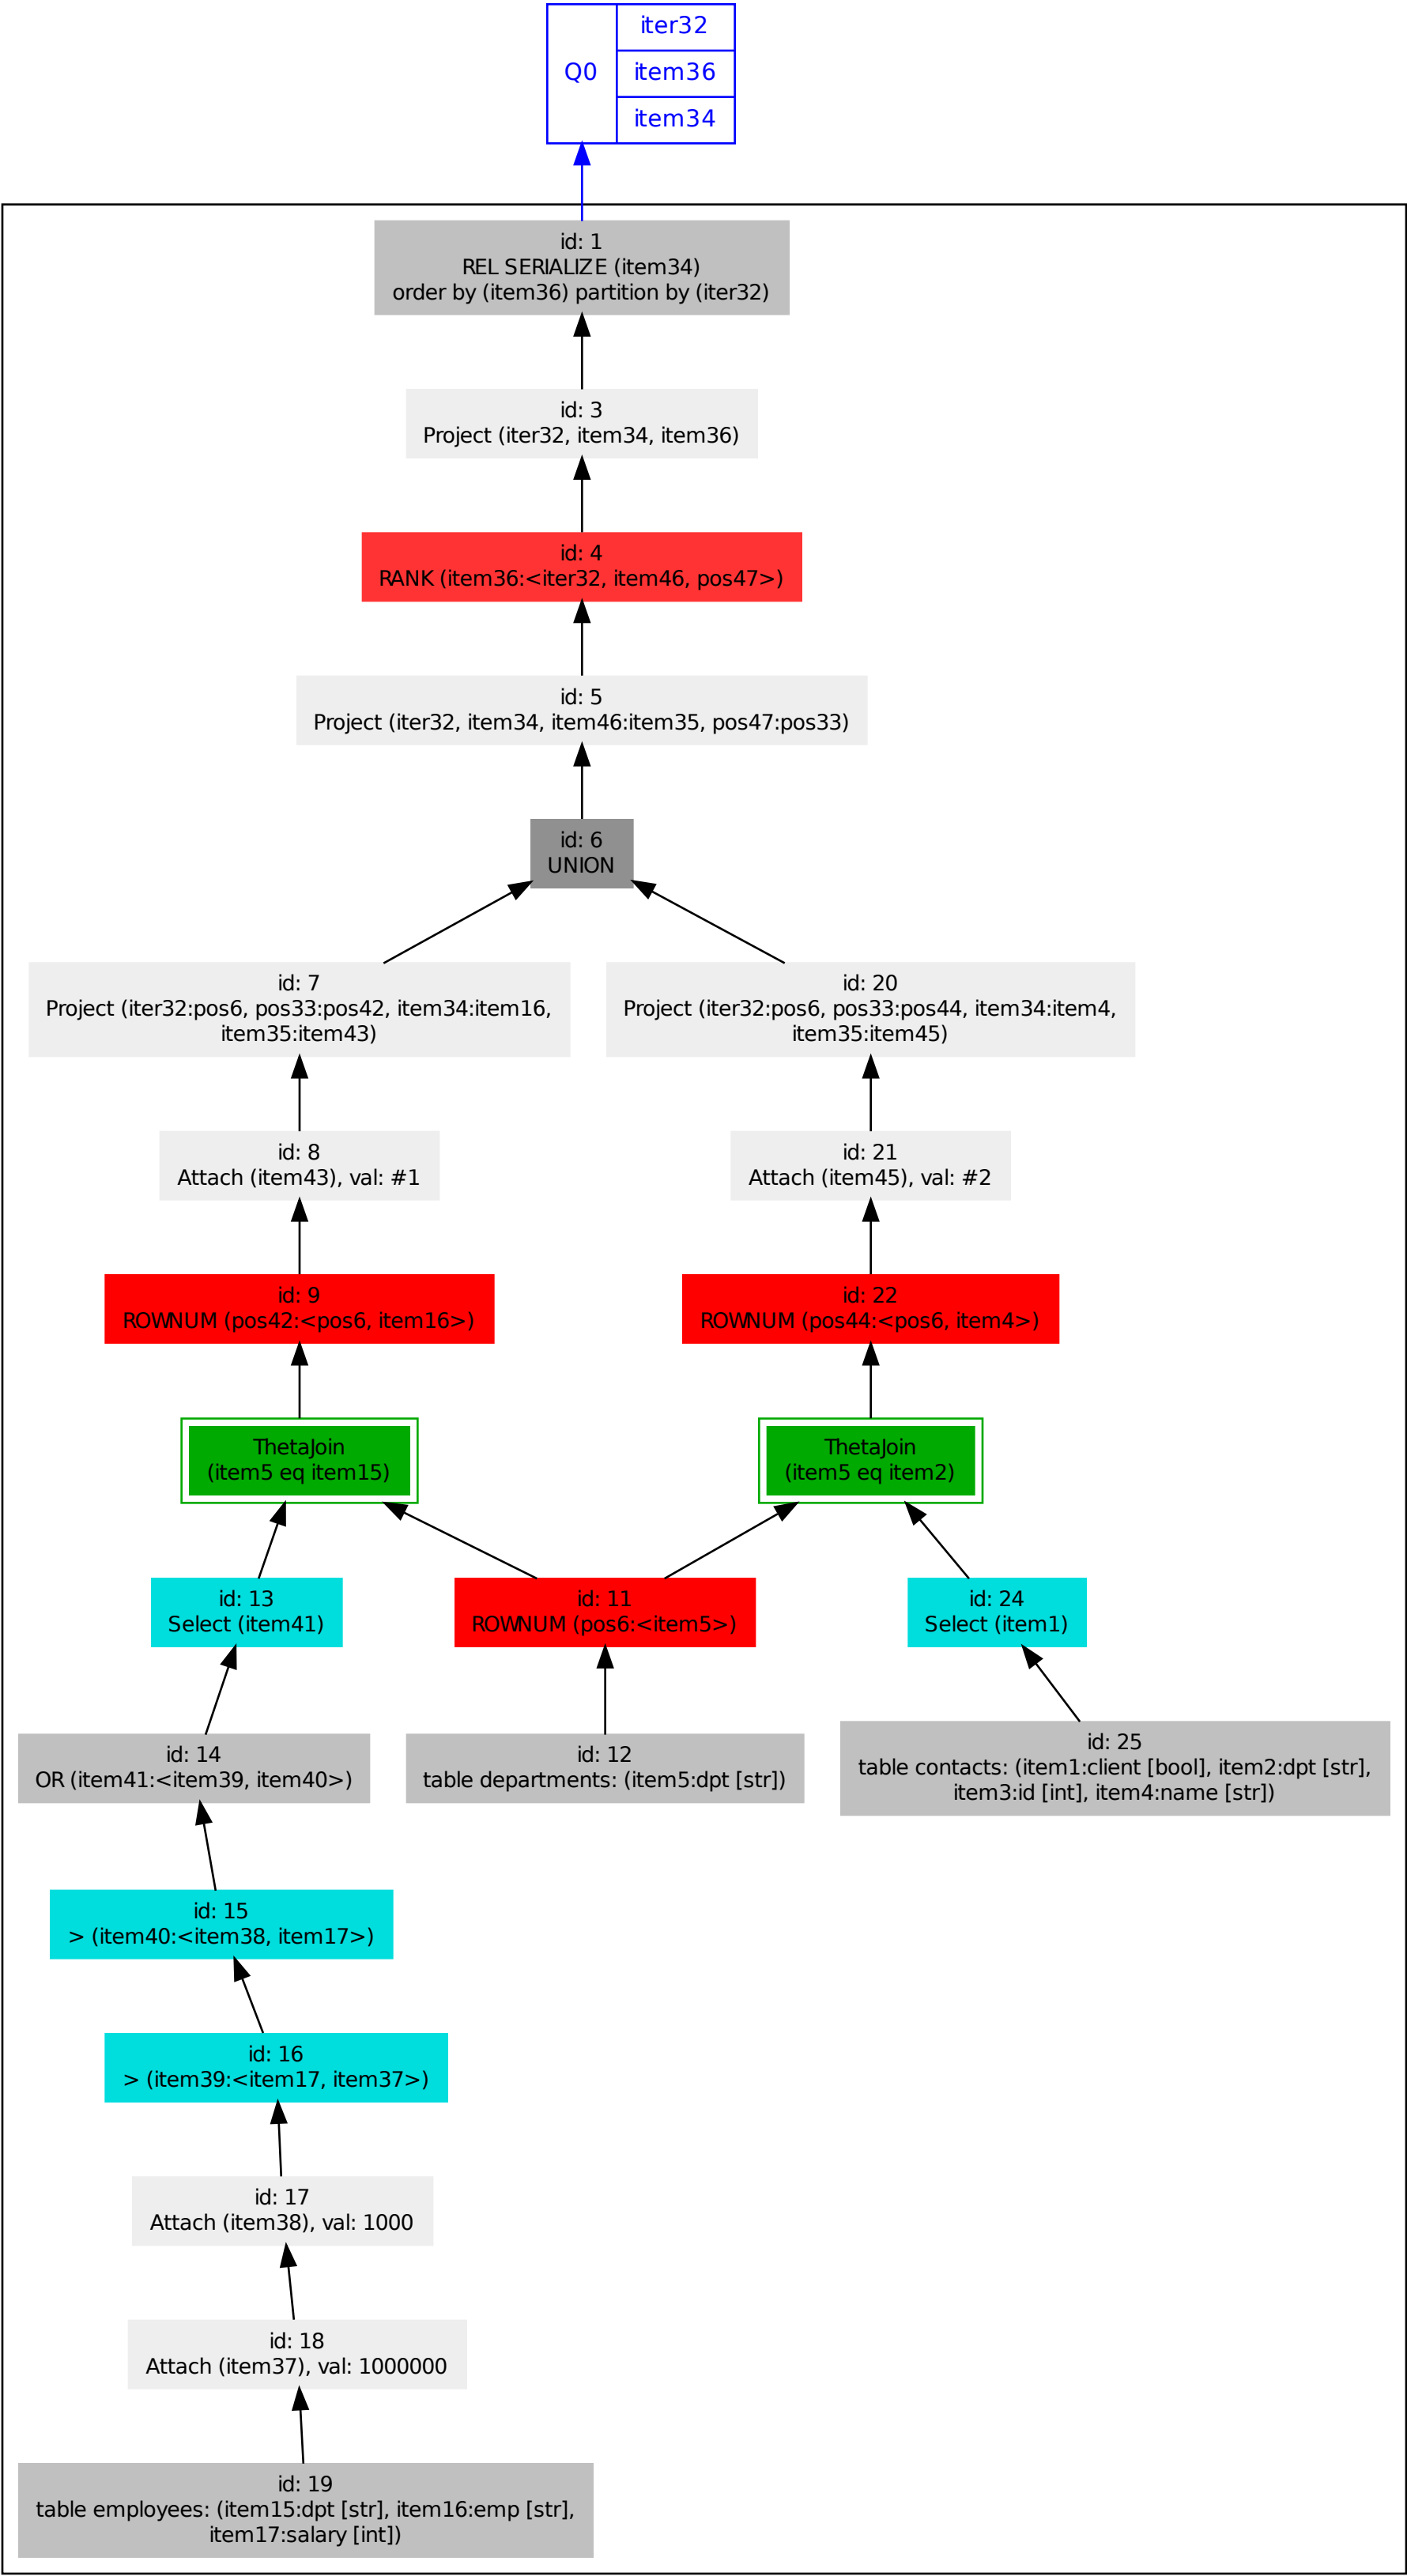 Q0
iter32
item36
item34
id: 1
REL SERIALIZE (item34)
order by (item36) partition by (iter32)
id: 3
Project (iter32, item34, item36)
id: 4
RANK (item36:<iter32, item46, pos47>)
id: 5
Project (iter32, item34, item46:item35, pos47:pos33)
id: 6
UNION
id: 7
Project (iter32:pos6, pos33:pos42, item34:item16,
item35:item43)
id: 20
Project (iter32:pos6, pos33:pos44, item34:item4,
item35:item45)
id: 8
Attach (item43), val: #1
id: 21
Attach (item45), val: #2
id: 9
ROWNUM (pos42:<pos6, item16>)
id: 22
ROWNUM (pos44:<pos6, item4>)
ThetaJoin
(item5 eq item15)
ThetaJoin
(item5 eq item2)
id: 13
Select (item41)
id: 11
ROWNUM (pos6:<item5>)
id: 24
Select (item1)
id: 14
OR (item41:<item39, item40>)
id: 12
table departments: (item5:dpt [str])
id: 25
table contacts: (item1:client [bool], item2:dpt [str],
item3:id [int], item4:name [str])
id: 15
> (item40:<item38, item17>)
id: 16
> (item39:<item17, item37>)
id: 17
Attach (item38), val: 1000
id: 18
Attach (item37), val: 1000000
id: 19
table employees: (item15:dpt [str], item16:emp [str],
item17:salary [int])